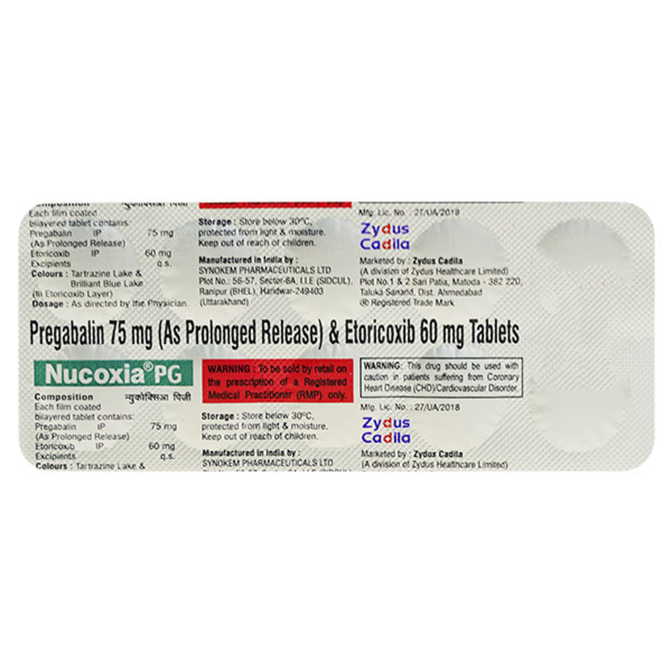 Composition न्युकोक्सिआ पिजी
Each film coated
bilayered tablet contains:
Pregabalin IP 75 mg
(As Prolonged Release)
Etoricoxib IP 60 mg
Excipients q.s.
Colours : Tartrazine Lake &
Brilliant Blue Lake
(In Etoricoxib Layer)
Dosage : As directed by the Physician.
Storage : Store below 30ºC,
protected from light & moisture.
Keep out of reach of children.
Manufactured in India by :
SYNOKEM PHARMACEUTICALS LTD
Plot No.: 56-57, Sector-6A, I.I.E (SIDCUL),
Ranipur (BHEL), Haridwar-249403
(Uttarakhand)
Mfg. Lic. No. : 27/UA/2018
Zydus
Cadila
Marketed by : Zydus Cadila
(A division of Zydus Healthcare Limited)
Plot No.1 & 2 Sari Patia, Matoda - 382 220,
Taluka Sanand, Dist. Ahmedabad
® Registered Trade Mark
Pregabalin 75 mg (As Prolonged Release) & Etoricoxib 60 mg Tablets
Nucoxia® PG
WARNING : To be sold by retail on
the prescription of a Registered
Medical Practitioner (RMP) only.
WARNING: This drug should be used with
caution in patients suffering from Coronary
Heart Disease (CHD)/Cardiovascular Disorder.
Composition न्युकोक्सिआ पिजी
Each film coated
bilayered tablet contains:
Pregabalin IP 75 mg
(As Prolonged Release)
Etoricoxib IP 60 mg
Excipients q.s.
Colours : Tartrazine Lake &
Storage : Store below 30ºC,
protected from light & moisture.
Keep out of reach of children.
Manufactured in India by :
SYNOKEM PHARMACEUTICALS LTD
Mfg. Lic. No. : 27/UA/2018
Zydus
Cadila
Marketed by : Zydus Cadila
(A division of Zydus Healthcare Limited)